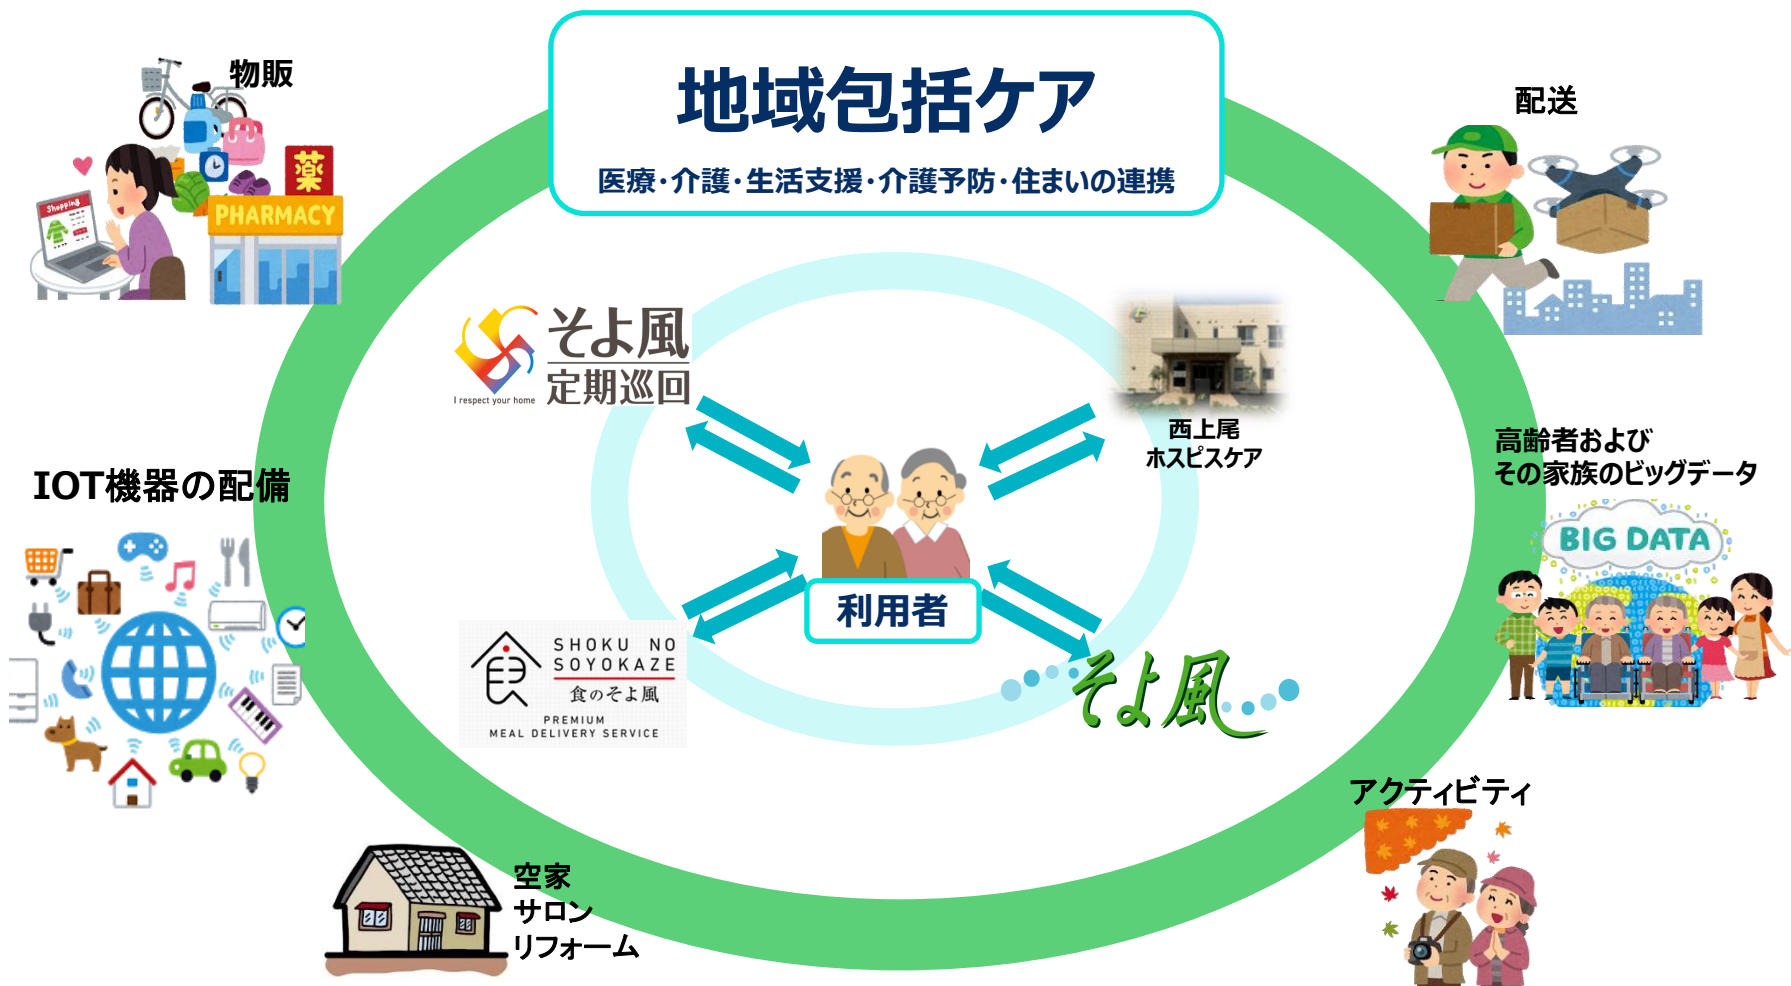 地域包括ケア
医療・介護・生活支援・介護予防・住まいの連携
物販
Shopping
薬
PHARMACY
配送
そよ風
定期巡回
I respect your home
西上尾
ホスピスケア
IOT機器の配備
高齢者および
その家族のビッグデータ
BIG DATA
利用者
食
SHOKU NO
SOYOKAZE
食のそよ風
PREMIUM
MEAL DELIVERY SERVICE
そよ風
アクティビティ
空家
サロン
リフォーム